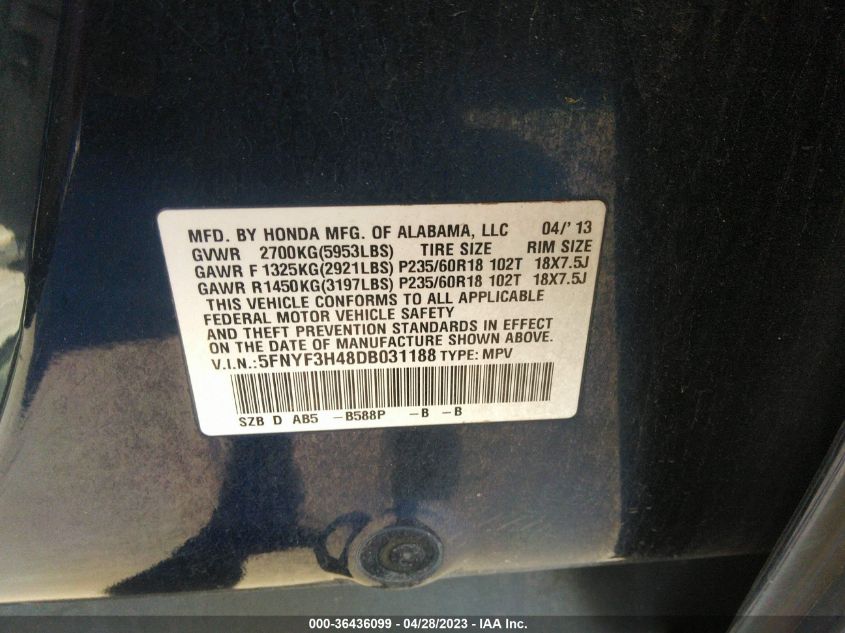 MFD. BY HONDA MFG. OF ALABAMA, LLC 04/' 13
GVWR 2700KG(5953LBS) TIRE SIZE RIM SIZE
GAWR F 1325KG(2921LBS) P235/60R18 102T 18X7.5J
GAWR R1450KG(3197LBS) P235/60R18 102T 18X7.5J
THIS VEHICLE CONFORMS TO ALL APPLICABLE
FEDERAL MOTOR VEHICLE SAFETY
AND THEFT PREVENTION STANDARDS IN EFFECT
ON THE DATE OF MANUFACTURE SHOWN ABOVE.
V.I.N.:5FNYF3H48DB031188 TYPE: MPV
SZB D AB5 -B588P -B -B
000-36436099 - 04/28/2023 - IAA Inc.